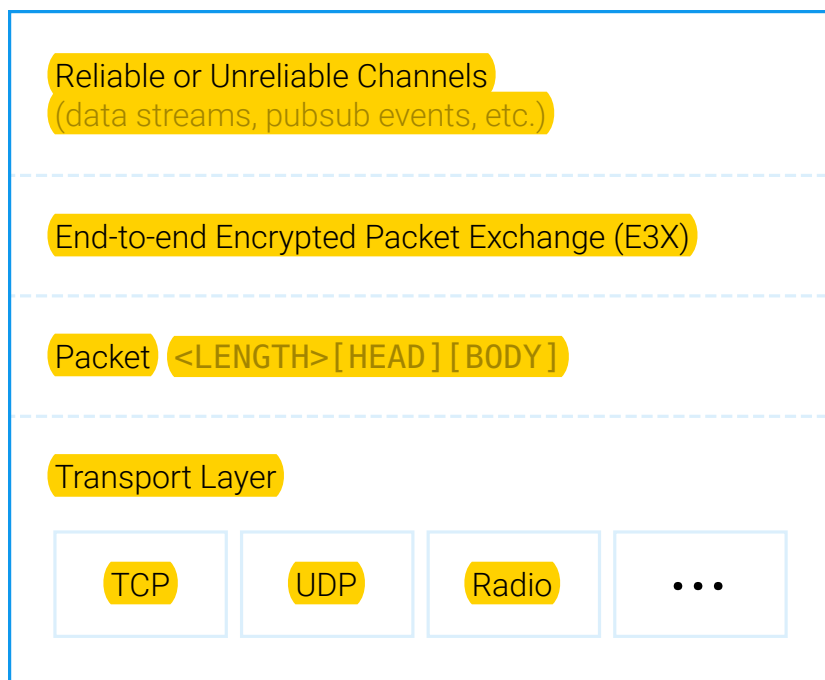 Reliable or Unreliable Channels
(data streams, pubsub events, etc.)
End-to-end Encrypted Packet Exchange (E3X)
Packet <LENGTH>[HEAD][BODY]
Transport Layer
TCP UDP Radio ...